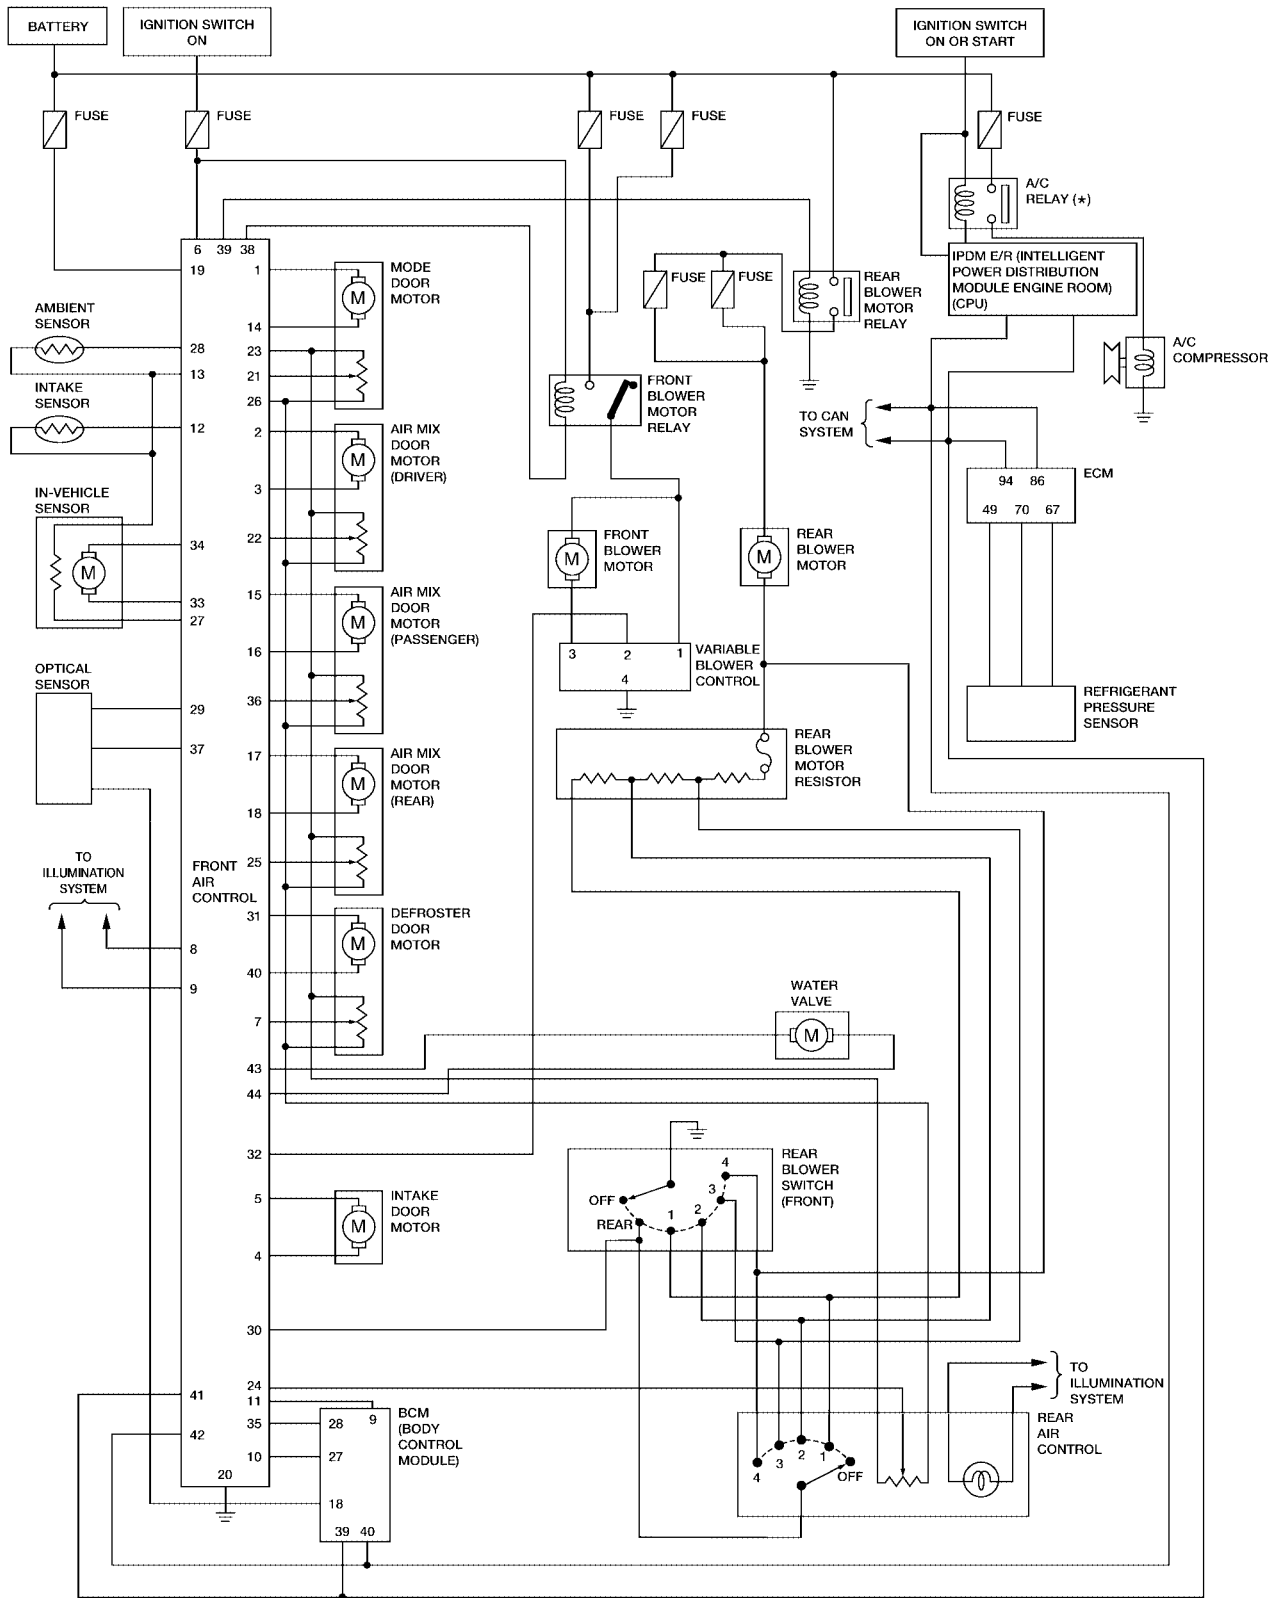 BATTERY
IGNITION SWITCH
ON
IGNITION SWITCH
ON OR START
FUSE
FUSE
FUSE
FUSE
FUSE
A/C
RELAY (★)
6 39 38
19
1
MODE
DOOR
MOTOR
14
AMBIENT
SENSOR
28
13
23
21
26
INTAKE
SENSOR
12
2
AIR MIX
DOOR
MOTOR
(DRIVER)
3
22
IN-VEHICLE
SENSOR
M
34
33
27
15
AIR MIX
DOOR
MOTOR
(PASSENGER)
16
36
OPTICAL
SENSOR
29
37
17
AIR MIX
DOOR
MOTOR
(REAR)
18
25
FRONT
AIR
CONTROL
TO
ILLUMINATION
SYSTEM
8
9
31
DEFROSTER
DOOR
MOTOR
40
7
43
44
32
5
INTAKE
DOOR
MOTOR
4
30
24
11
35
10
41
42
20
M
M
M
M
M
M
BCM
(BODY
CONTROL
MODULE)
9
28
27
18
39 40
FUSE
FUSE
REAR
BLOWER
MOTOR
RELAY
IPDM E/R (INTELLIGENT
POWER DISTRIBUTION
MODULE ENGINE ROOM)
(CPU)
A/C
COMPRESSOR
FRONT
BLOWER
MOTOR
RELAY
TO CAN
SYSTEM
94 86
49 70 67
ECM
M
FRONT
BLOWER
MOTOR
M
REAR
BLOWER
MOTOR
3 2 1
4
VARIABLE
BLOWER
CONTROL
REFRIGERANT
PRESSURE
SENSOR
REAR
BLOWER
MOTOR
RESISTOR
WATER
VALVE
M
REAR
BLOWER
SWITCH
(FRONT)
4
3
2
1
OFF
REAR
TO
ILLUMINATION
SYSTEM
REAR
AIR
CONTROL
4
3
2
1
OFF